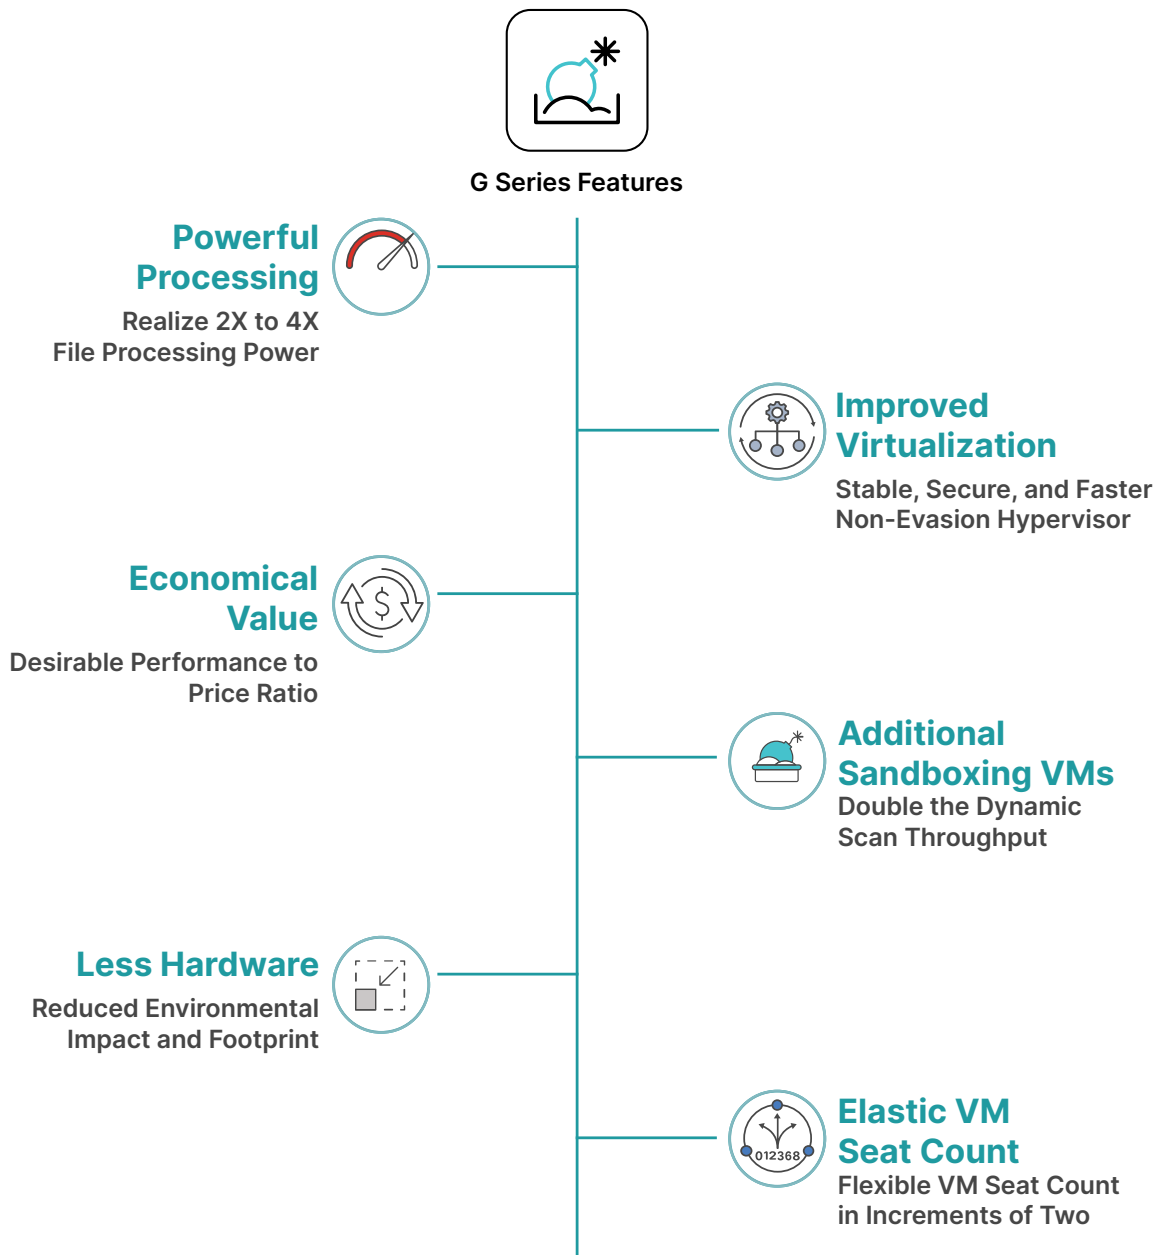 G Series Features
Powerful
Processing
Realize 2X to 4X
File Processing Power
Improved
Virtualization
Stable, Secure, and Faster
Non-Evasion Hypervisor
Economical
Value
$
Desirable Performance to
Price Ratio
Additional
Sandboxing VMs
Double the Dynamic
Scan Throughput
Less Hardware
Reduced Environmental
Impact and Footprint
Elastic VM
Seat Count
012368
Flexible VM Seat Count
in Increments of Two